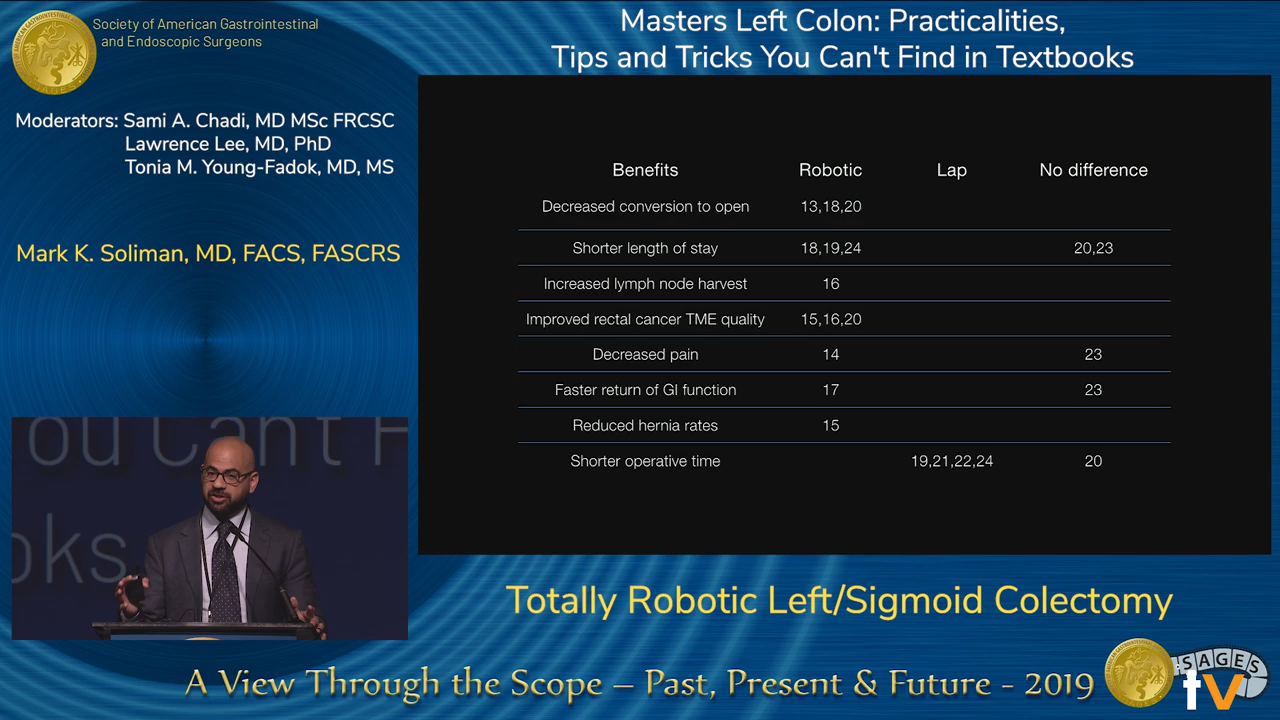 Society of American Gastrointestinal
and Endoscopic Surgeons
Masters Left Colon: Practicalities,
Tips and Tricks You Can't Find in Textbooks
Moderators: Sami A. Chadi, MD MSc FRCSC
Lawrence Lee, MD, PhD
Tonia M. Young-Fadok, MD, MS
Mark K. Soliman, MD, FACS, FASCRS
Benefits Robotic Lap No difference
Decreased conversion to open 13,18,20
Shorter length of stay 18,19,24 20,23
Increased lymph node harvest 16
Improved rectal cancer TME quality 15,16,20
Decreased pain 14 23
Faster return of GI function 17 23
Reduced hernia rates 15
Shorter operative time 19,21,22,24 20
ou Can't F
oks
Totally Robotic Left/Sigmoid Colectomy
A View Through the Scope – Past, Present & Future - 2019
SAGES
tv